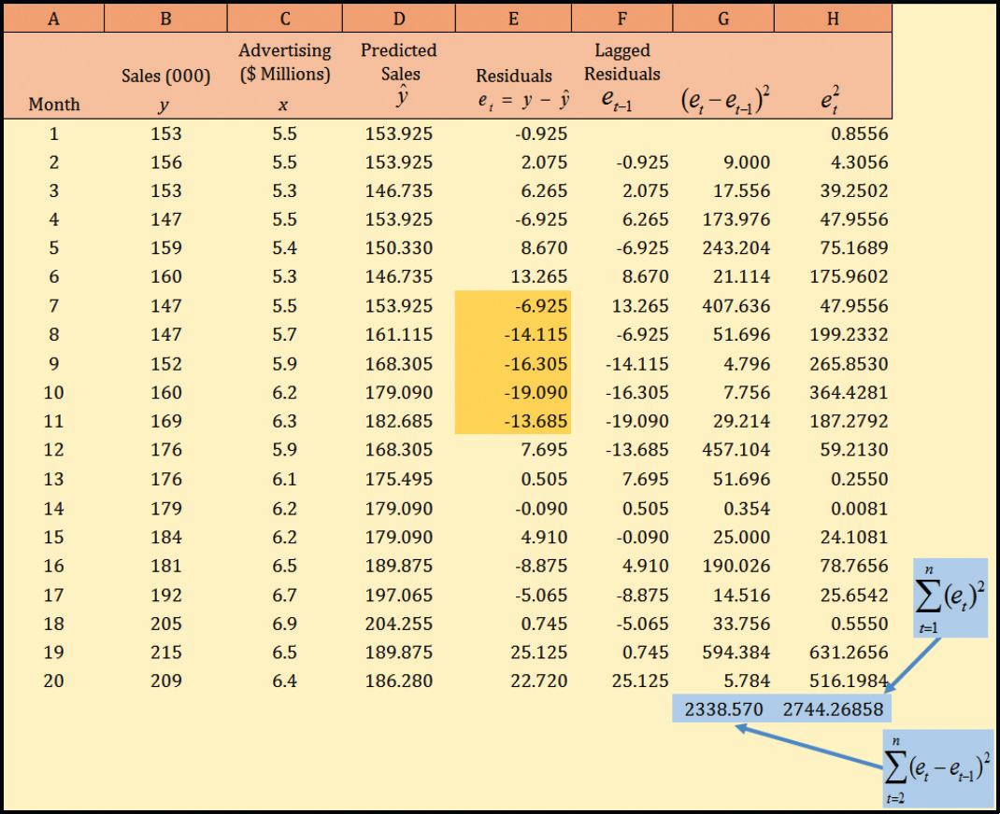 A B C D E F G H
Month Sales (000) y Advertising ($ Millions) x Predicted Sales ŷ Residuals eₜ = y − ŷ Lagged Residuals eₜ₋₁ (eₜ − eₜ₋₁)² eₜ²
1 153 5.5 153.925 -0.925 0.8556
2 156 5.5 153.925 2.075 -0.925 9.000 4.3056
3 153 5.3 146.735 6.265 2.075 17.556 39.2502
4 147 5.5 153.925 -6.925 6.265 173.976 47.9556
5 159 5.4 150.330 8.670 -6.925 243.204 75.1689
6 160 5.3 146.735 13.265 8.670 21.114 175.9602
7 147 5.5 153.925 -6.925 13.265 407.636 47.9556
8 147 5.7 161.115 -14.115 -6.925 51.696 199.2332
9 152 5.9 168.305 -16.305 -14.115 4.796 265.8530
10 160 6.2 179.090 -19.090 -16.305 7.756 364.4281
11 169 6.3 182.685 -13.685 -19.090 29.214 187.2792
12 176 5.9 168.305 7.695 -13.685 457.104 59.2130
13 176 6.1 175.495 0.505 7.695 51.696 0.2550
14 179 6.2 179.090 -0.090 0.505 0.354 0.0081
15 184 6.2 179.090 4.910 -0.090 25.000 24.1081
16 181 6.5 189.875 -8.875 4.910 190.026 78.7656
17 192 6.7 197.065 -5.065 -8.875 14.516 25.6542
18 205 6.9 204.255 0.745 -5.065 33.756 0.5550
19 215 6.5 189.875 25.125 0.745 594.384 631.2656
20 209 6.4 186.280 22.720 25.125 5.784 516.1984
2338.570 2744.26858
n
∑(eₜ)²
t=1
n
∑(eₜ − eₜ₋₁)²
t=2